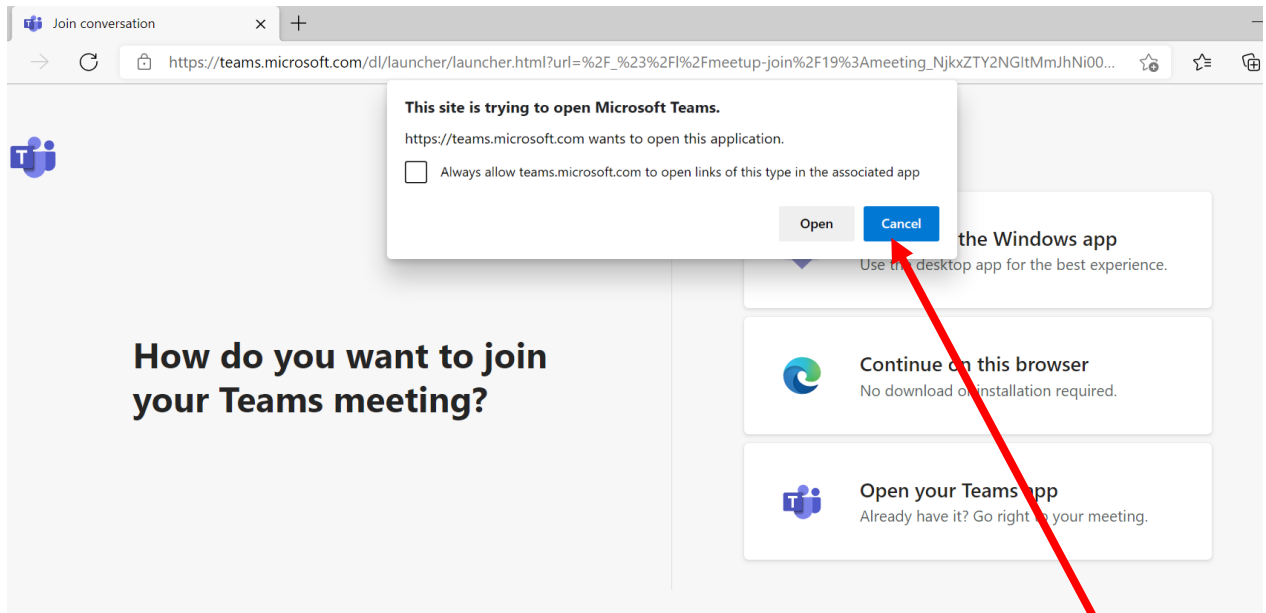 Join conversation
https://teams.microsoft.com/dl/launcher/launcher.html?url=%2F_%23%2Fl%2Fmeetup-join%2F19%3Ameeting_NjkxZTY2NGItMmJhNi00...
This site is trying to open Microsoft Teams.
https://teams.microsoft.com wants to open this application.
Always allow teams.microsoft.com to open links of this type in the associated app
Open
Cancel
the Windows app
Use the desktop app for the best experience.
How do you want to join
your Teams meeting?
Continue on this browser
No download or installation required.
Open your Teams app
Already have it? Go right to your meeting.